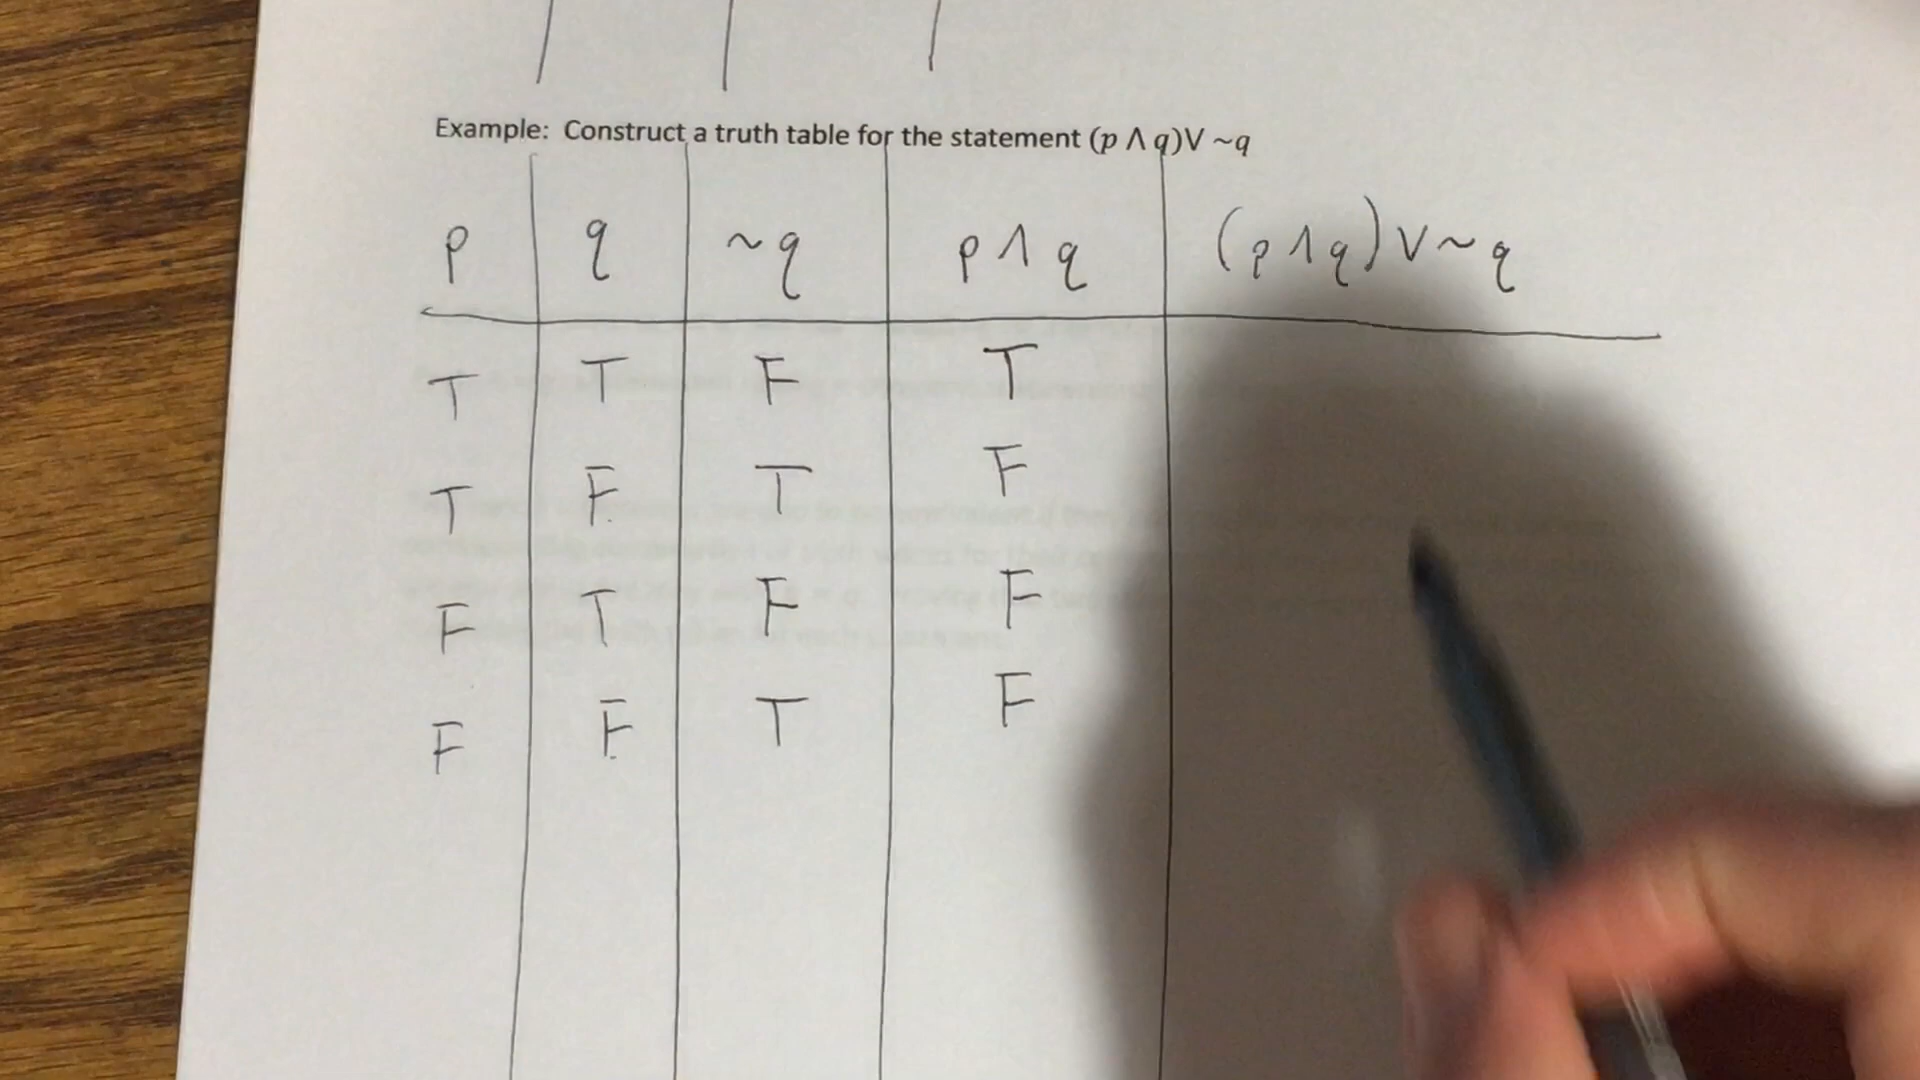 Example: Construct a truth table for the statement (p ∧ q)∨ ~q
p q ~q p ∧ q (p ∧ q) ∨ ~ q
T T F T
T F T F
F T F F
F F T F